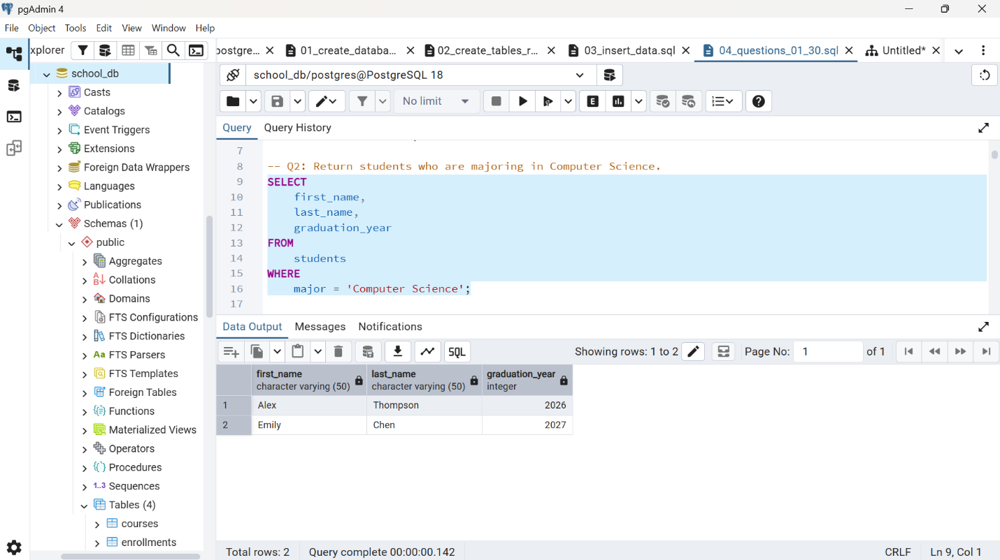 pgAdmin 4
File Object Tools Edit View Window Help
xplorer
postgre... 01_create_databa... 02_create_tables_r... 03_insert_data.sql 04_questions_01_30.sql Untitled*
school_db
Casts
Catalogs
Event Triggers
Extensions
Foreign Data Wrappers
Languages
Publications
Schemas (1)
public
Aggregates
Collations
Domains
FTS Configurations
FTS Dictionaries
Aa FTS Parsers
FTS Templates
Foreign Tables
Functions
Materialized Views
Operators
Procedures
1..3 Sequences
Tables (4)
courses
enrollments
school_db/postgres@PostgreSQL 18
No limit E
Query Query History
7
8 -- Q2: Return students who are majoring in Computer Science.
9 SELECT
10 first_name,
11 last_name,
12 graduation_year
13 FROM
14 students
15 WHERE
16 major = 'Computer Science';
17
Data Output Messages Notifications
SQL Showing rows: 1 to 2 Page No: 1 of 1
first_name last_name graduation_year
character varying (50) character varying (50) integer
1 Alex Thompson 2026
2 Emily Chen 2027
Total rows: 2 Query complete 00:00:00.142 CRLF Ln 9, Col 1